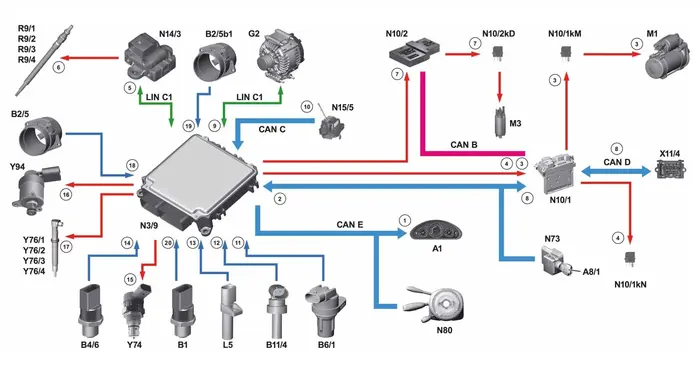 R9/1
R9/2
R9/3
R9/4
6
N14/3
B2/5b1
G2
5
LIN C1
19
9
LIN C1
10
N15/5
CAN C
N10/2
7
N10/2kD
7
M3
N10/1kM
3
M1
3
B2/5
18
Y94
16
Y76/1
Y76/2
Y76/3
Y76/4
17
N3/9
CAN B
4
3
2
8
N10/1
8
CAN D
X11/4
4
N10/1kN
N73
A8/1
CAN E
1
A1
N80
14
20
13
12
11
15
B4/6
Y74
B1
L5
B11/4
B6/1